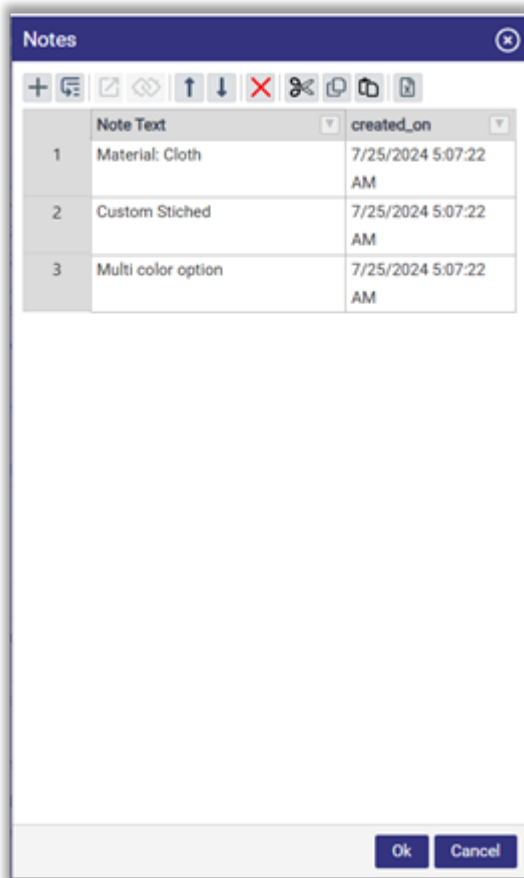 Notes
Note Text created_on
1 Material: Cloth 7/25/2024 5:07:22
AM
2 Custom Stiched 7/25/2024 5:07:22
AM
3 Multi color option 7/25/2024 5:07:22
AM
Ok Cancel